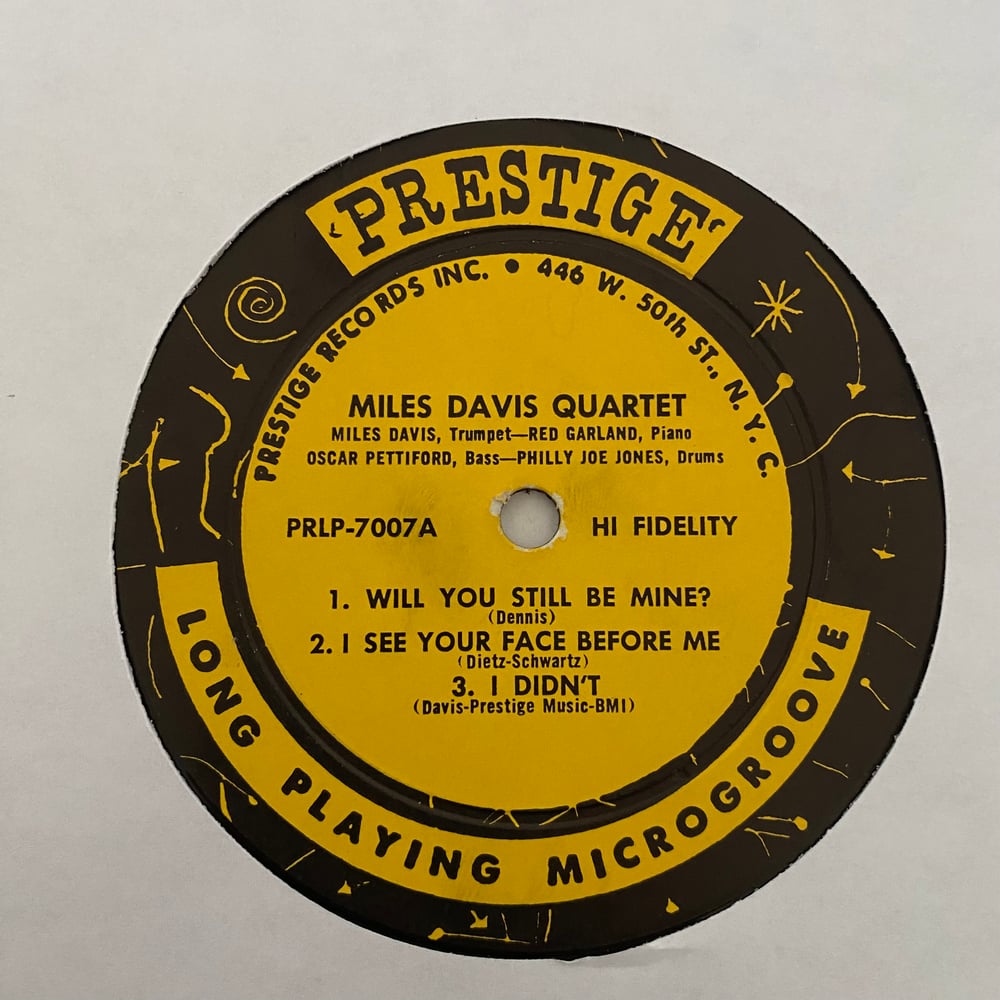 'PRESTIGE'
PRESTIGE RECORDS INC. • 446 W. 50th ST., N. Y. C.
MILES DAVIS QUARTET
MILES DAVIS, Trumpet—RED GARLAND, Piano
OSCAR PETTIFORD, Bass—PHILLY JOE JONES, Drums
PRLP-7007A HI FIDELITY
1. WILL YOU STILL BE MINE?
(Dennis)
2. I SEE YOUR FACE BEFORE ME
(Dietz-Schwartz)
3. I DIDN'T
(Davis-Prestige Music-BMI)
LONG PLAYING MICROGROOVE